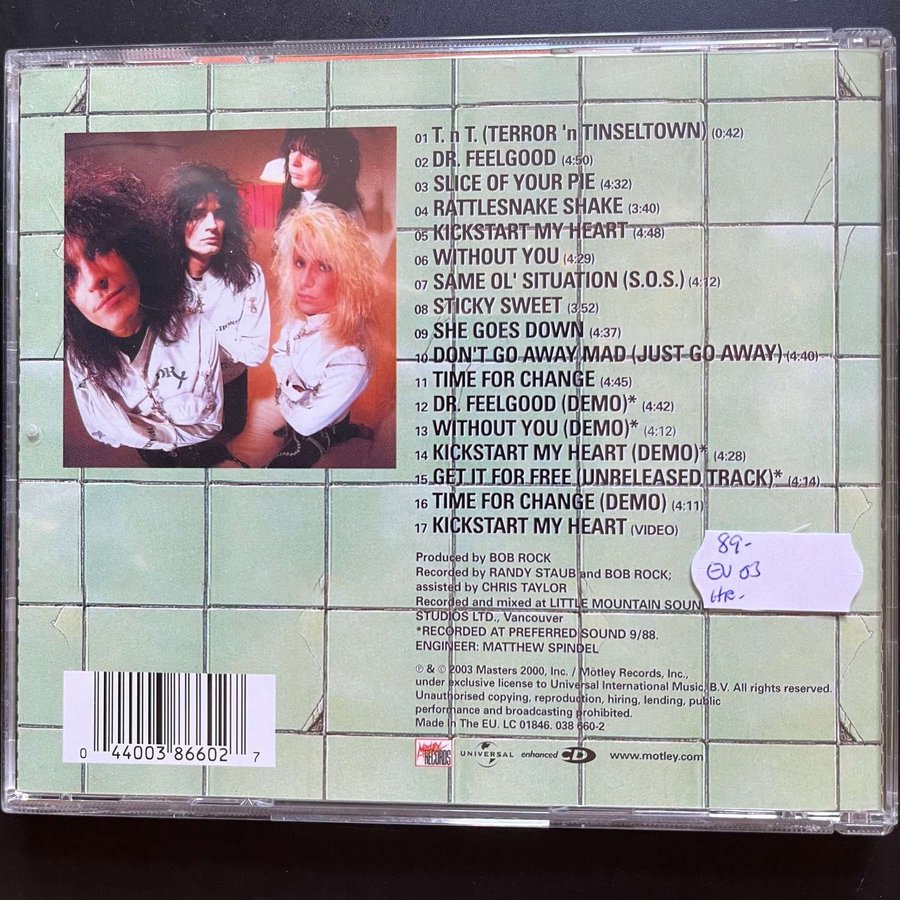 01 T. n T. (TERROR 'n TINSELTOWN) (0:42)
02 DR. FEELGOOD (4:50)
03 SLICE OF YOUR PIE (4:32)
04 RATTLESNAKE SHAKE (3:40)
05 KICKSTART MY HEART (4:48)
06 WITHOUT YOU (4:29)
07 SAME OL' SITUATION (S.O.S.) (4:12)
08 STICKY SWEET (3:52)
09 SHE GOES DOWN (4:37)
10 DON'T GO AWAY MAD (JUST GO AWAY) (4:40)
11 TIME FOR CHANGE (4:45)
12 DR. FEELGOOD (DEMO)* (4:42)
13 WITHOUT YOU (DEMO)* (4:12)
14 KICKSTART MY HEART (DEMO)* (4:28)
15 GET IT FOR FREE (UNRELEASED TRACK)* (4:14)
16 TIME FOR CHANGE (DEMO) (4:11)
17 KICKSTART MY HEART (VIDEO)
89-
EU 03
HR-
Produced by BOB ROCK
Recorded by RANDY STAUB and BOB ROCK;
assisted by CHRIS TAYLOR
Recorded and mixed at LITTLE MOUNTAIN SOUN
STUDIOS LTD., Vancouver
*RECORDED AT PREFERRED SOUND 9/88.
ENGINEER: MATTHEW SPINDEL
℗ & © 2003 Masters 2000, Inc. / Mötley Records, Inc.,
under exclusive license to Universal International Music B.V. All rights reserved.
Unauthorised copying, reproduction, hiring, lending, public
performance and broadcasting prohibited.
Made In The EU. LC 01846. 038 660-2
0 44003 86602 7
MÖTLEY RECORDS
UNIVERSAL
enhanced CD
www.motley.com